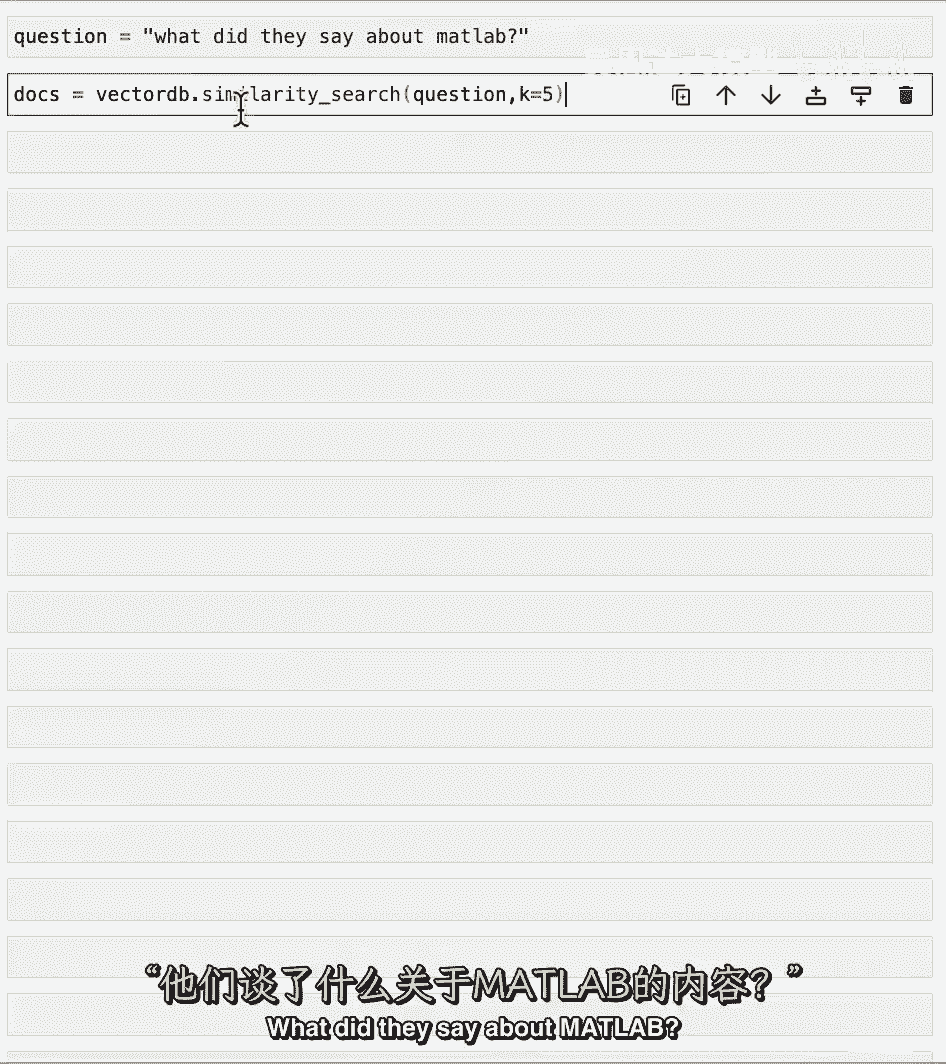 question = "what did they say about matlab?"
docs = vectordb.similarity_search(question,k=5)
“他们谈了什么关于MATLAB的内容？”
What did they say about MATLAB?